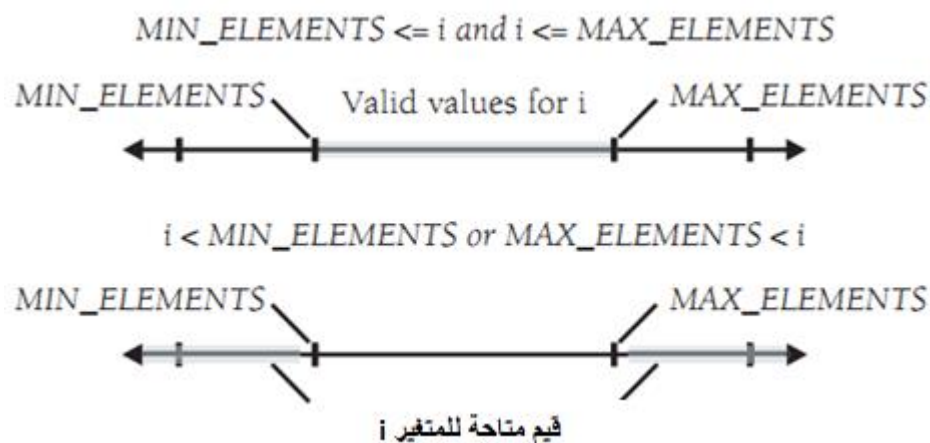 MIN_ELEMENTS <= i and i <= MAX_ELEMENTS
MIN_ELEMENTS Valid values for i MAX_ELEMENTS
i < MIN_ELEMENTS or MAX_ELEMENTS < i
MIN_ELEMENTS MAX_ELEMENTS
قيم متاحة للمتغير i